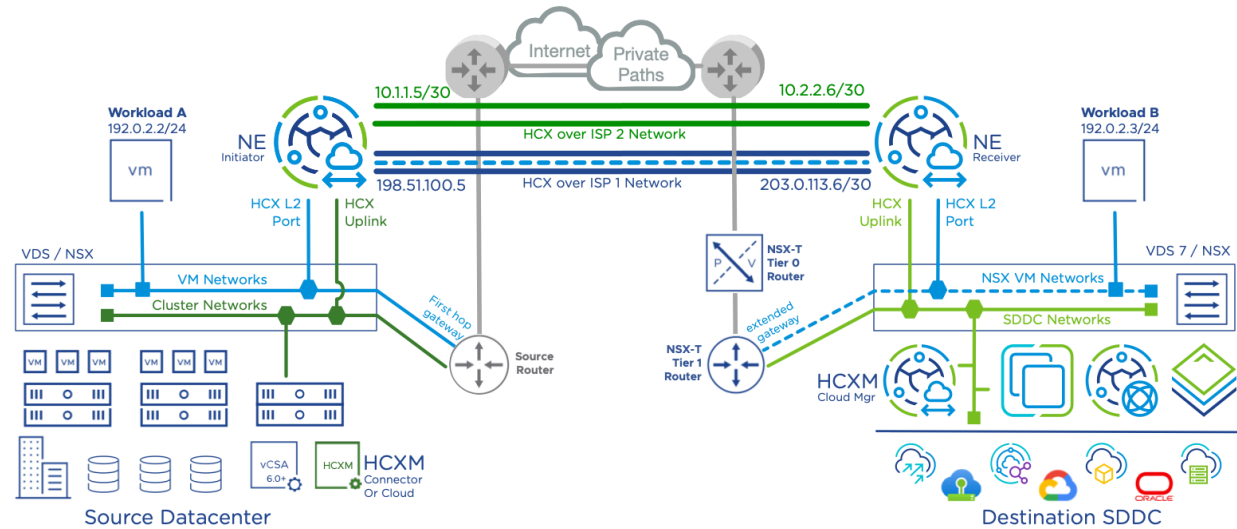 Internet
Private
Paths
10.1.1.5/30
10.2.2.6/30
HCX over ISP 2 Network
Workload A
192.0.2.2/24
vm
NE
Initiator
NE
Receiver
Workload B
192.0.2.3/24
vm
198.51.100.5
HCX over ISP 1 Network
203.0.113.6/30
HCX L2
Port
HCX
Uplink
HCX
Uplink
HCX L2
Port
VDS / NSX
VM Networks
Cluster Networks
First hop
gateway
Source
Router
P
V
NSX-T
Tier 0
Router
NSX-T
Tier 1
Router
extended
gateway
VDS 7 / NSX
NSX VM Networks
SDDC Networks
VM
VM
VM
VM
VM
VM
HCXM
Cloud Mgr
vCSA
6.0+
HCXM
HCXM
Connector
Or Cloud
ORACLE
Source Datacenter
Destination SDDC